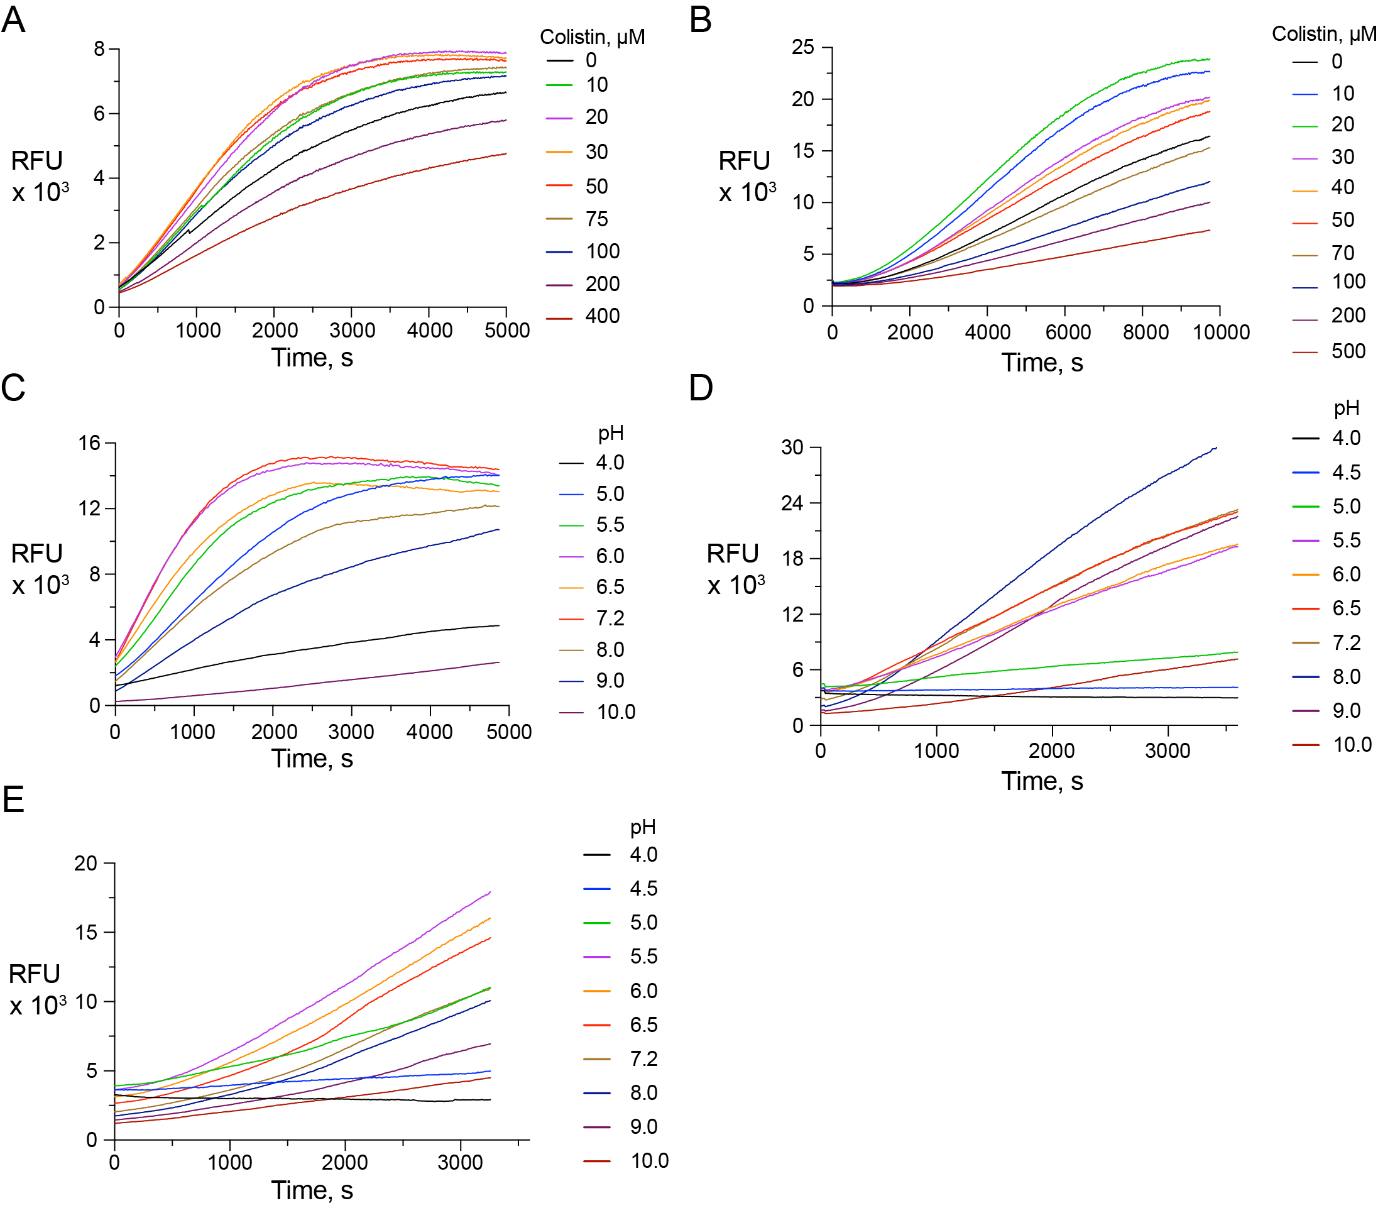 A
Colistin, µM
0
10
20
30
50
75
100
200
400
RFU
x 10³
8
6
4
2
0
0 1000 2000 3000 4000 5000
Time, s
B
Colistin, µM
0
10
20
30
40
50
70
100
200
500
RFU
x 10³
25
20
15
10
5
0
0 2000 4000 6000 8000 10000
Time, s
C
pH
4.0
5.0
5.5
6.0
6.5
7.2
8.0
9.0
10.0
RFU
x 10³
16
12
8
4
0
0 1000 2000 3000 4000 5000
Time, s
D
pH
4.0
4.5
5.0
5.5
6.0
6.5
7.2
8.0
9.0
10.0
RFU
x 10³
30
24
18
12
6
0
0 1000 2000 3000
Time, s
E
pH
4.0
4.5
5.0
5.5
6.0
6.5
7.2
8.0
9.0
10.0
RFU
x 10³
20
15
10
5
0
0 1000 2000 3000
Time, s